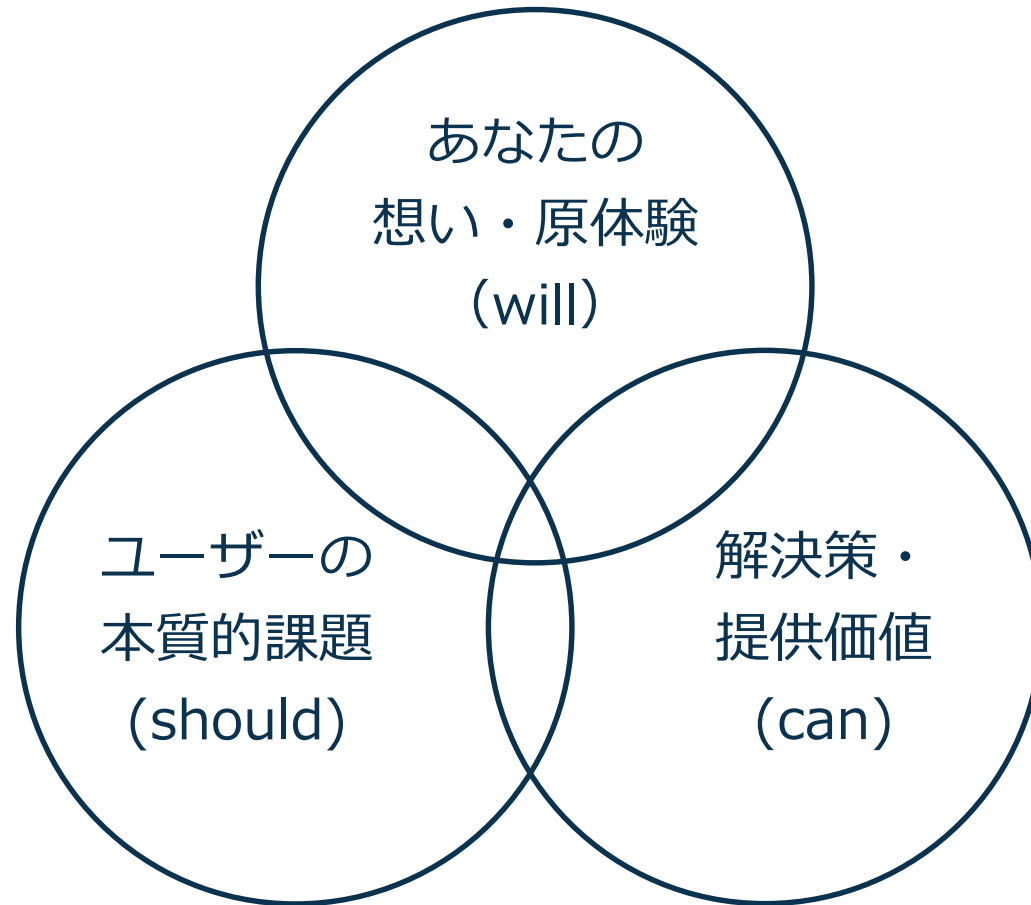 あなたの
想い・原体験
（will）
ユーザーの
本質的課題
(should)
解決策・
提供価値
（can）